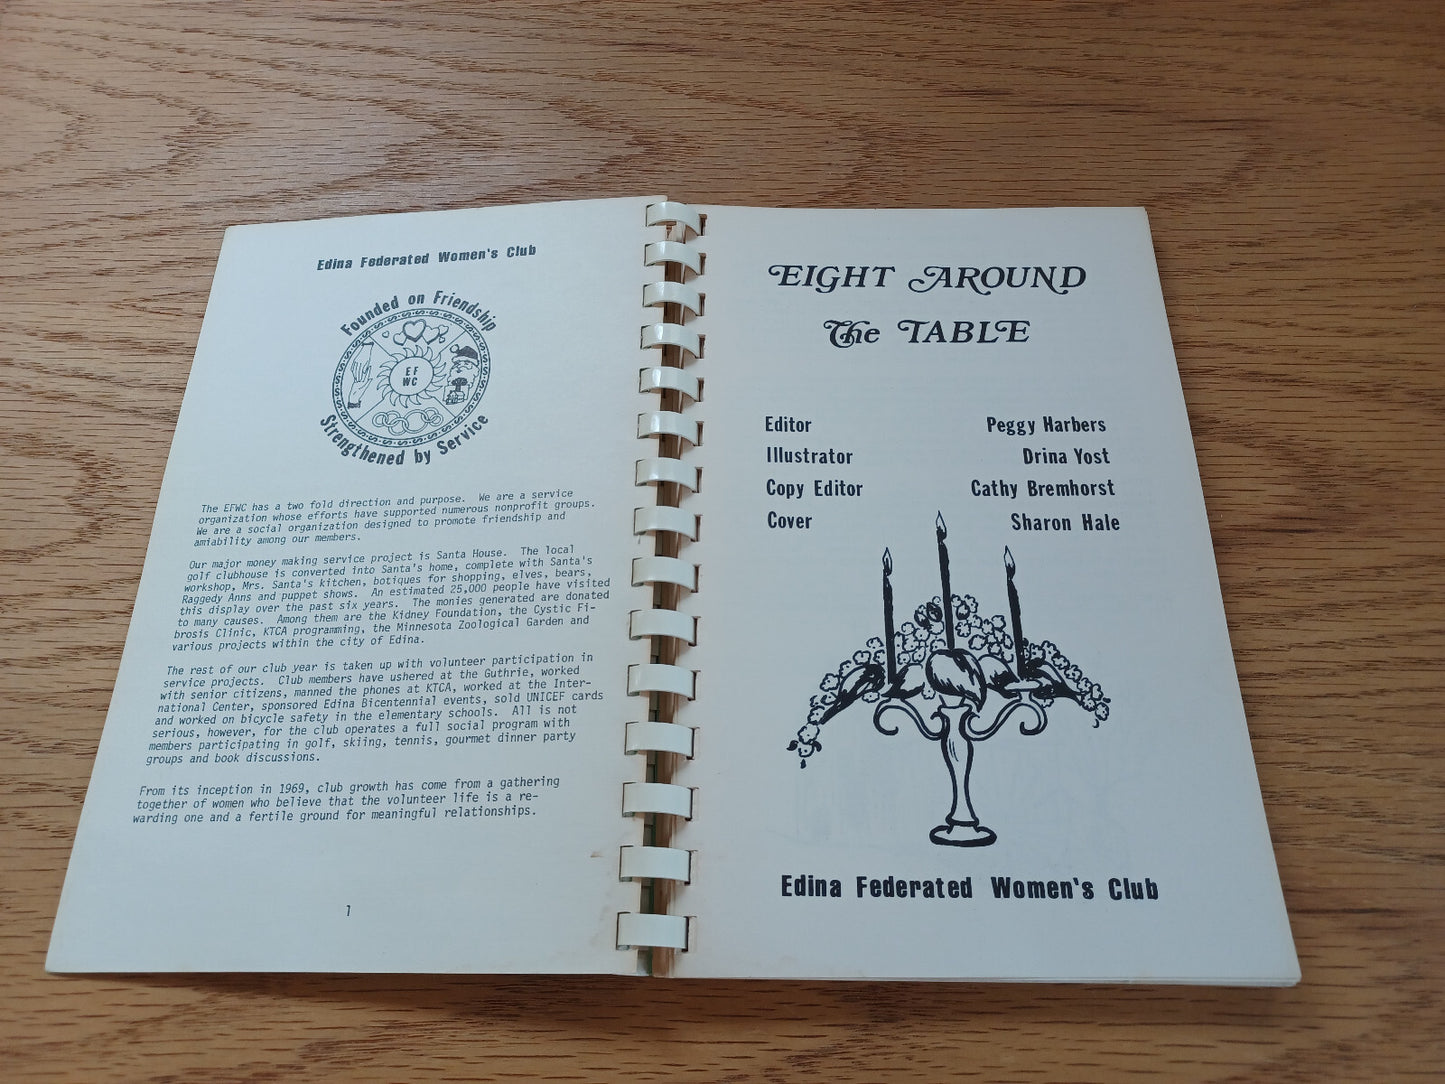 Edina Federated Women's Club
Founded on Friendship
E F
W C
Strengthened by Service
The EFWC has a two fold direction and purpose. We are a service
organization whose efforts have supported numerous nonprofit groups.
We are a social organization designed to promote friendship and
amiability among our members.
Our major money making service project is Santa House. The local
golf clubhouse is converted into Santa's home, complete with Santa's
workshop, Mrs. Santa's kitchen, botiques for shopping, elves, bears,
Raggedy Anns and puppet shows. An estimated 25,000 people have visited
this display over the past six years. The monies generated are donated
to many causes. Among them are the Kidney Foundation, the Cystic Fi-
brosis Clinic, KTCA programming, the Minnesota Zoological Garden and
various projects within the city of Edina.
The rest of our club year is taken up with volunteer participation in
service projects. Club members have ushered at the Guthrie, worked
with senior citizens, manned the phones at KTCA, worked at the Inter-
national Center, sponsored Edina Bicentennial events, sold UNICEF cards
and worked on bicycle safety in the elementary schools. All is not
serious, however, for the club operates a full social program with
members participating in golf, skiing, tennis, gourmet dinner party
groups and book discussions.
From its inception in 1969, club growth has come from a gathering
together of women who believe that the volunteer life is a re-
warding one and a fertile ground for meaningful relationships.
1
EIGHT AROUND
The TABLE
Editor Peggy Harbers
Illustrator Drina Yost
Copy Editor Cathy Bremhorst
Cover Sharon Hale
Edina Federated Women's Club